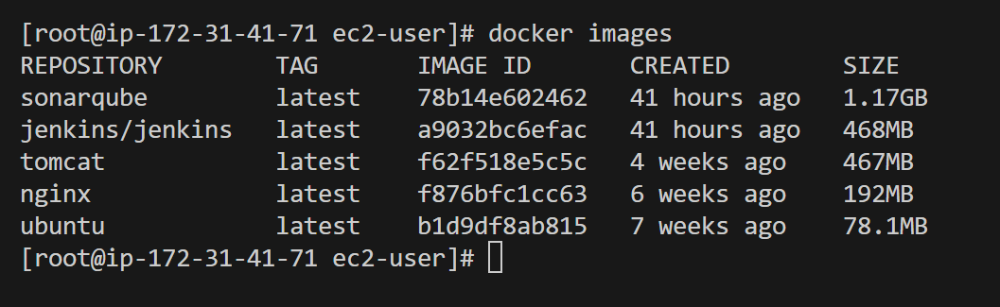 [root@ip-172-31-41-71 ec2-user]# docker images
REPOSITORY        TAG       IMAGE ID       CREATED        SIZE
sonarqube         latest    78b14e602462   41 hours ago   1.17GB
jenkins/jenkins   latest    a9032bc6efac   41 hours ago   468MB
tomcat            latest    f62f518e5c5c   4 weeks ago    467MB
nginx             latest    f876bfc1cc63   6 weeks ago    192MB
ubuntu            latest    b1d9df8ab815   7 weeks ago    78.1MB
[root@ip-172-31-41-71 ec2-user]#